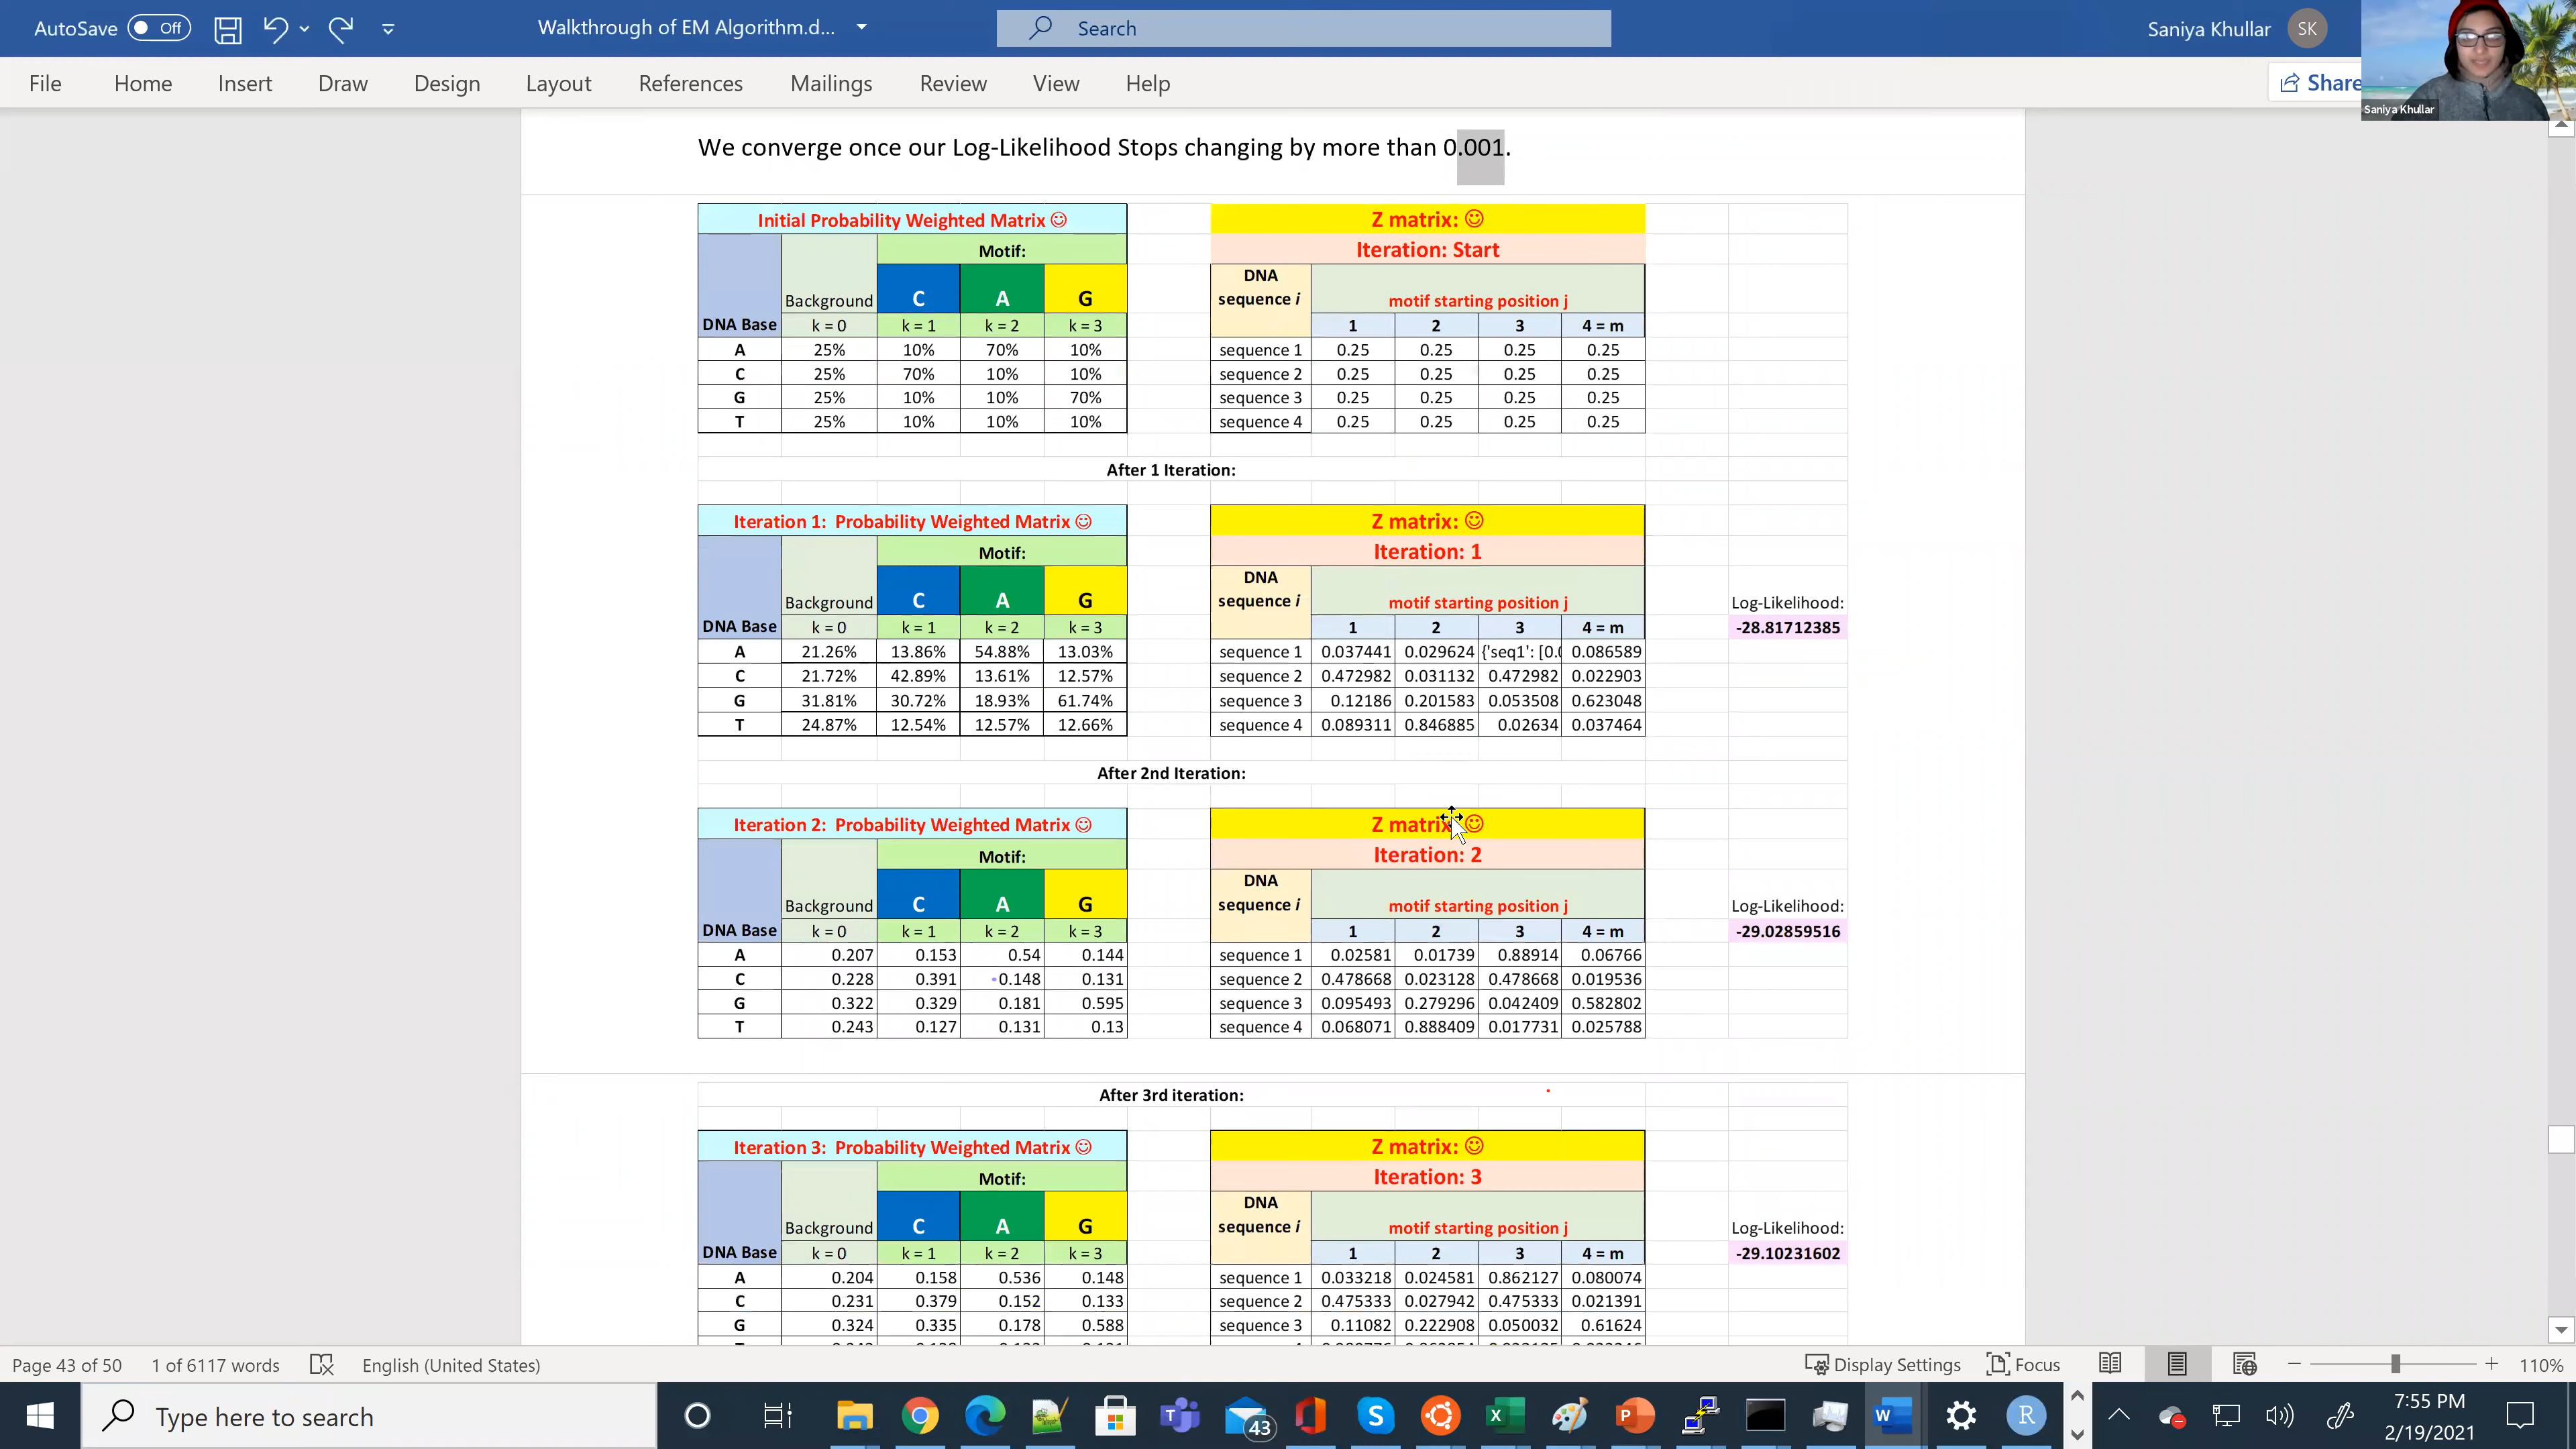 AutoSave Off Walkthrough of EM Algorithm.d... Search Saniya Khullar SK
File Home Insert Draw Design Layout References Mailings Review View Help Share
Saniya Khullar
We converge once our Log-Likelihood Stops changing by more than 0.001.
Initial Probability Weighted Matrix ☺ Z matrix: ☺
Motif: Iteration: Start
DNA
Background C A G sequence i motif starting position j
DNA Base k = 0 k = 1 k = 2 k = 3 1 2 3 4 = m
A 25% 10% 70% 10% sequence 1 0.25 0.25 0.25 0.25
C 25% 70% 10% 10% sequence 2 0.25 0.25 0.25 0.25
G 25% 10% 10% 70% sequence 3 0.25 0.25 0.25 0.25
T 25% 10% 10% 10% sequence 4 0.25 0.25 0.25 0.25
After 1 Iteration:
Iteration 1: Probability Weighted Matrix ☺ Z matrix: ☺
Motif: Iteration: 1
DNA
Background C A G sequence i motif starting position j Log-Likelihood:
DNA Base k = 0 k = 1 k = 2 k = 3 1 2 3 4 = m -28.81712385
A 21.26% 13.86% 54.88% 13.03% sequence 1 0.037441 0.029624 {'seq1': [0.0 0.086589
C 21.72% 42.89% 13.61% 12.57% sequence 2 0.472982 0.031132 0.472982 0.022903
G 31.81% 30.72% 18.93% 61.74% sequence 3 0.12186 0.201583 0.053508 0.623048
T 24.87% 12.54% 12.57% 12.66% sequence 4 0.089311 0.846885 0.02634 0.037464
After 2nd Iteration:
Iteration 2: Probability Weighted Matrix ☺ Z matrix ☺
Motif: Iteration: 2
DNA
Background C A G sequence i motif starting position j Log-Likelihood:
DNA Base k = 0 k = 1 k = 2 k = 3 1 2 3 4 = m -29.02859516
A 0.207 0.153 0.54 0.144 sequence 1 0.02581 0.01739 0.88914 0.06766
C 0.228 0.391 0.148 0.131 sequence 2 0.478668 0.023128 0.478668 0.019536
G 0.322 0.329 0.181 0.595 sequence 3 0.095493 0.279296 0.042409 0.582802
T 0.243 0.127 0.131 0.13 sequence 4 0.068071 0.888409 0.017731 0.025788
After 3rd iteration:
Iteration 3: Probability Weighted Matrix ☺ Z matrix: ☺
Motif: Iteration: 3
DNA
Background C A G sequence i motif starting position j Log-Likelihood:
DNA Base k = 0 k = 1 k = 2 k = 3 1 2 3 4 = m -29.10231602
A 0.204 0.158 0.536 0.148 sequence 1 0.033218 0.024581 0.862127 0.080074
C 0.231 0.379 0.152 0.133 sequence 2 0.475333 0.027942 0.475333 0.021391
G 0.324 0.335 0.178 0.588 sequence 3 0.11082 0.222908 0.050032 0.61624
Page 43 of 50 1 of 6117 words English (United States) Display Settings Focus 110%
Type here to search 43 7:55 PM
2/19/2021